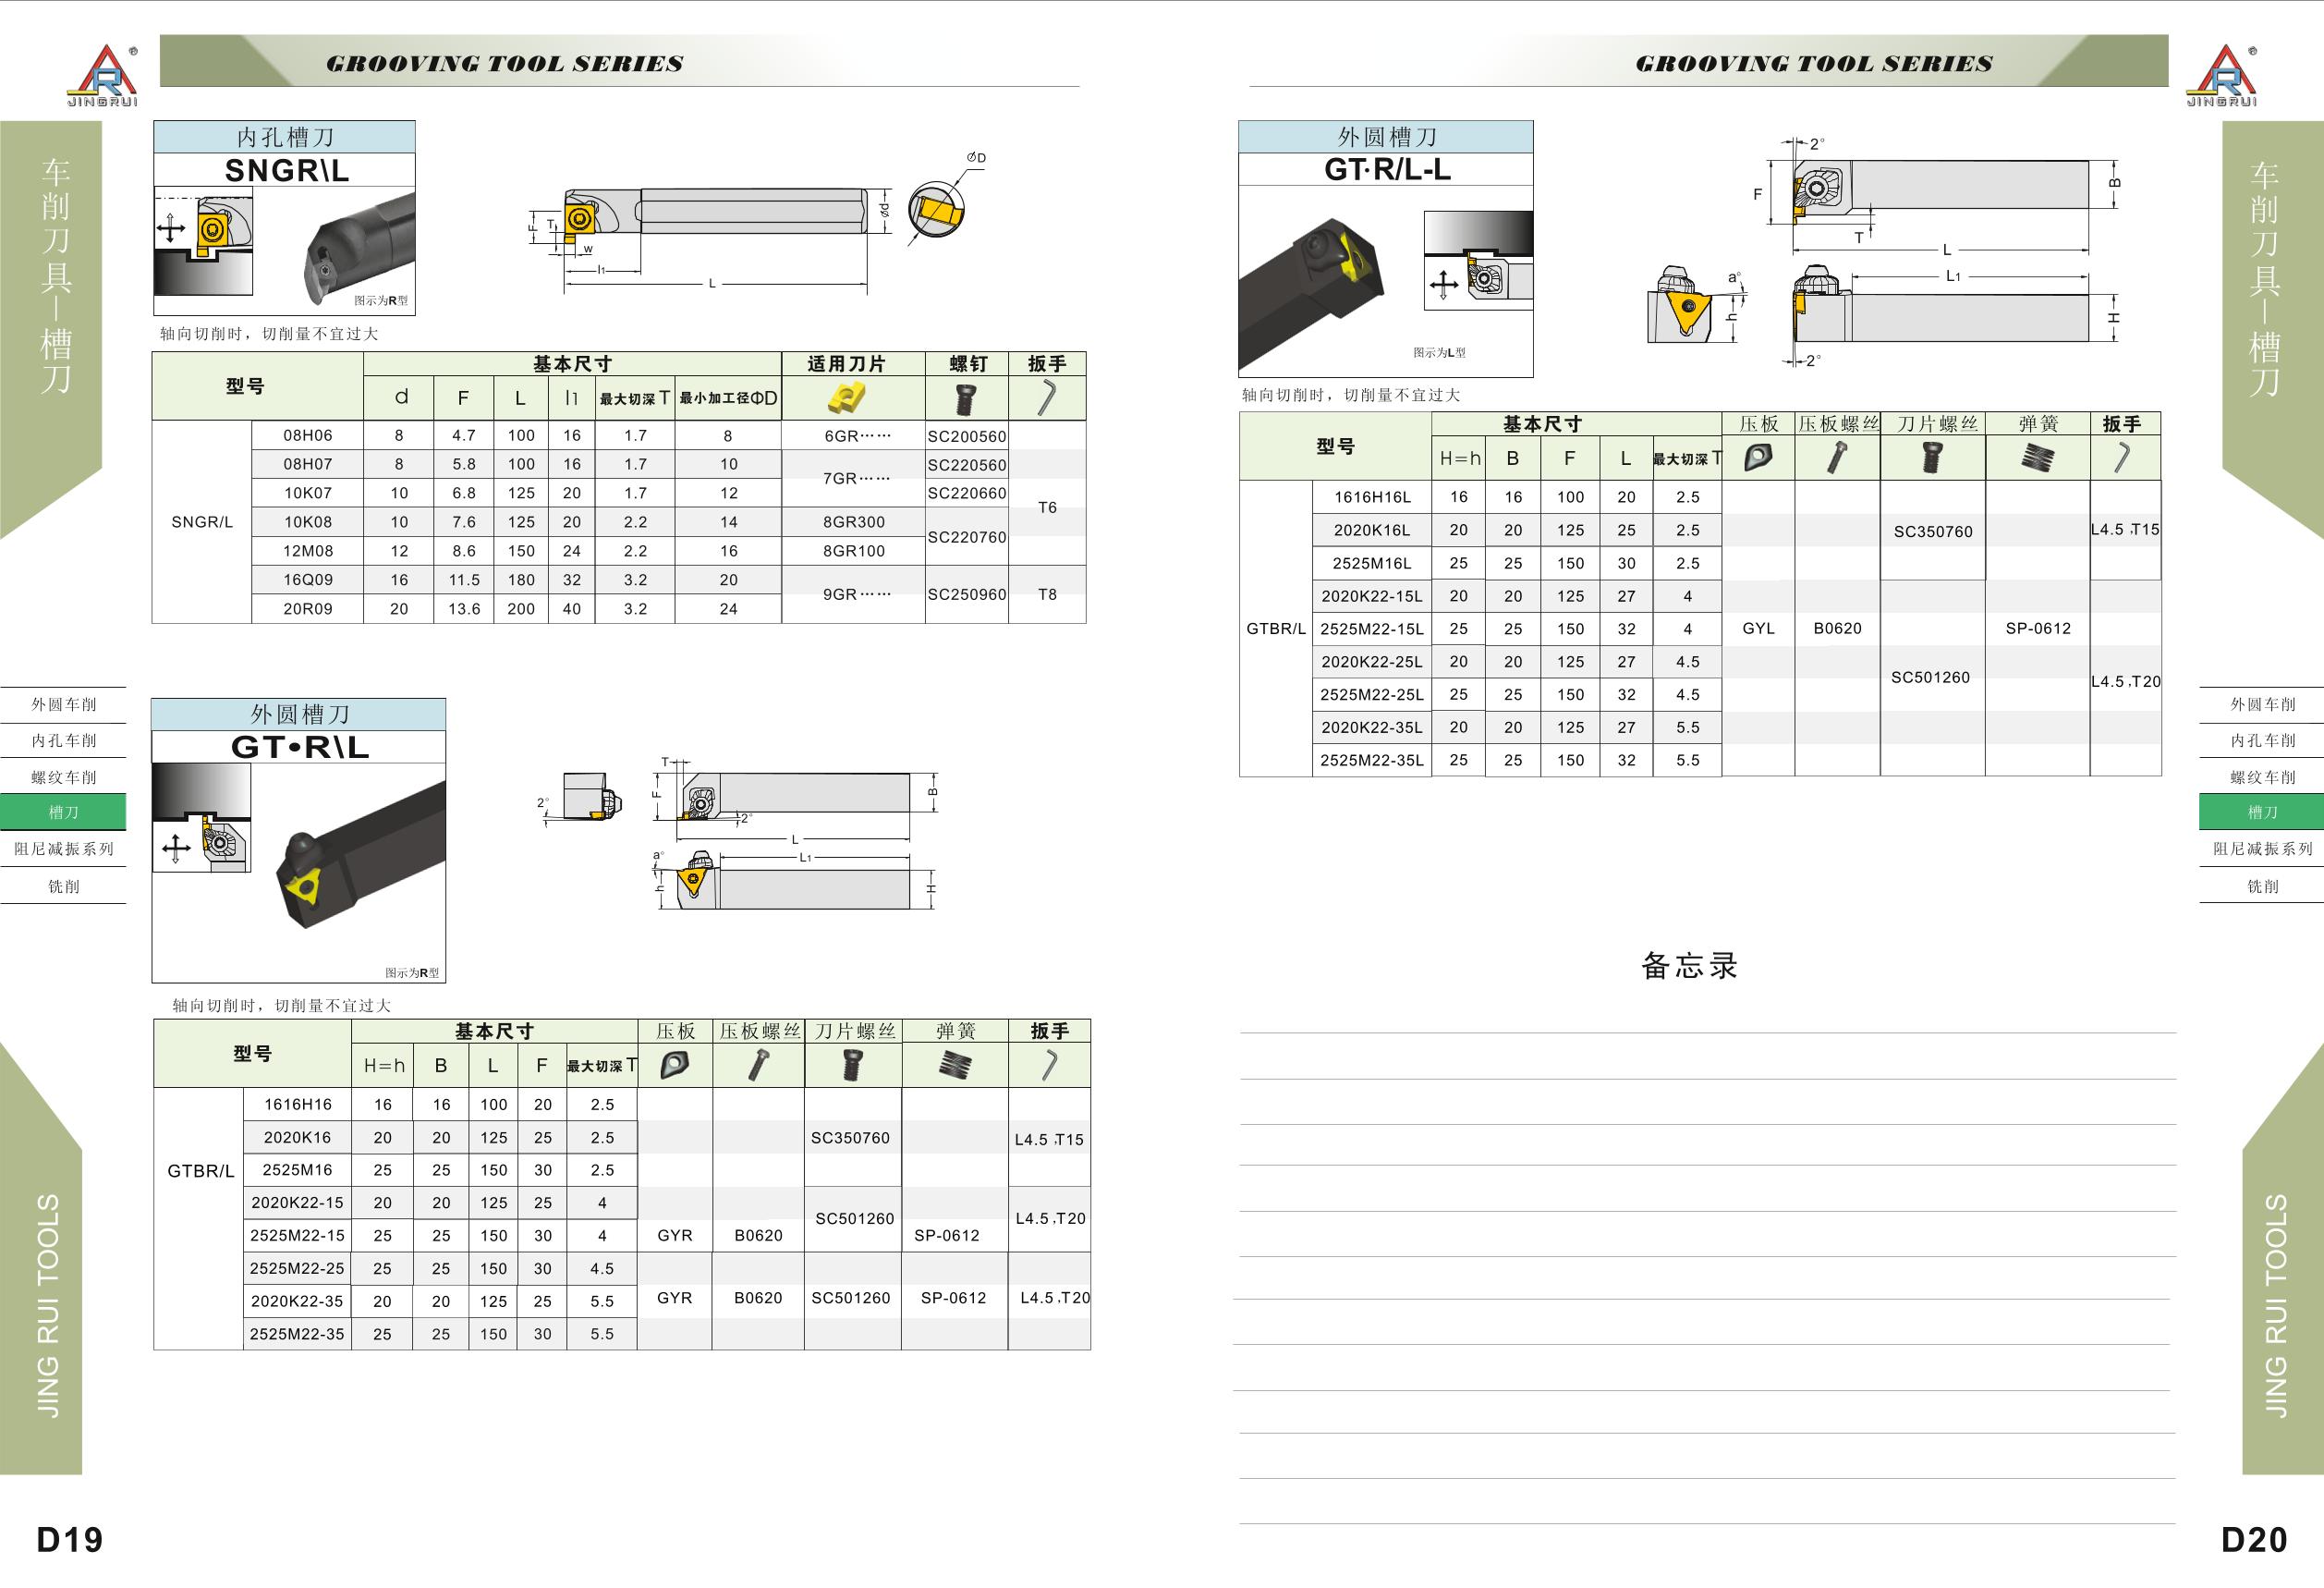 GROOVING TOOL SERIES
JINGRUI
车削刀具—槽刀
内孔槽刀
SNGR\L
图示为R型
F T w l1 L Ød ØD
轴向切削时，切削量不宜过大
型号 基本尺寸 适用刀片 螺钉 扳手
d F L l1 最大切深T 最小加工径ΦD
SNGR/L
08H06 8 4.7 100 16 1.7 8 6GR…… SC200560
08H07 8 5.8 100 16 1.7 10 7GR…… SC220560
10K07 10 6.8 125 20 1.7 12 SC220660
T6
10K08 10 7.6 125 20 2.2 14 8GR300 SC220760
12M08 12 8.6 150 24 2.2 16 8GR100
16Q09 16 11.5 180 32 3.2 20 9GR…… SC250960 T8
20R09 20 13.6 200 40 3.2 24
外圆车削
内孔车削
螺纹车削
槽刀
阻尼减振系列
铣削
外圆槽刀
GT•R\L
图示为R型
2° T F 2° B L
a° h L1 H
轴向切削时，切削量不宜过大
型号 基本尺寸 压板 压板螺丝 刀片螺丝 弹簧 扳手
H=h B L F 最大切深T
GTBR/L
1616H16 16 16 100 20 2.5
2020K16 20 20 125 25 2.5 SC350760 L4.5,T15
2525M16 25 25 150 30 2.5
2020K22-15 20 20 125 25 4 SC501260 L4.5,T20
2525M22-15 25 25 150 30 4 GYR B0620 SP-0612
2525M22-25 25 25 150 30 4.5
2020K22-35 20 20 125 25 5.5 GYR B0620 SC501260 SP-0612 L4.5,T20
2525M22-35 25 25 150 30 5.5
JING RUI TOOLS
D19
GROOVING TOOL SERIES
JINGRUI
车削刀具—槽刀
外圆槽刀
GT·R/L-L
图示为L型
2° F T L B
a° h L1 H 2°
轴向切削时，切削量不宜过大
型号 基本尺寸 压板 压板螺丝 刀片螺丝 弹簧 扳手
H=h B F L 最大切深T
GTBR/L
1616H16L 16 16 100 20 2.5
2020K16L 20 20 125 25 2.5 SC350760 L4.5,T15
2525M16L 25 25 150 30 2.5
2020K22-15L 20 20 125 27 4
2525M22-15L 25 25 150 32 4 GYL B0620 SP-0612
2020K22-25L 20 20 125 27 4.5 SC501260 L4.5,T20
2525M22-25L 25 25 150 32 4.5
2020K22-35L 20 20 125 27 5.5
2525M22-35L 25 25 150 32 5.5
外圆车削
内孔车削
螺纹车削
槽刀
阻尼减振系列
铣削
备忘录
JING RUI TOOLS
D20